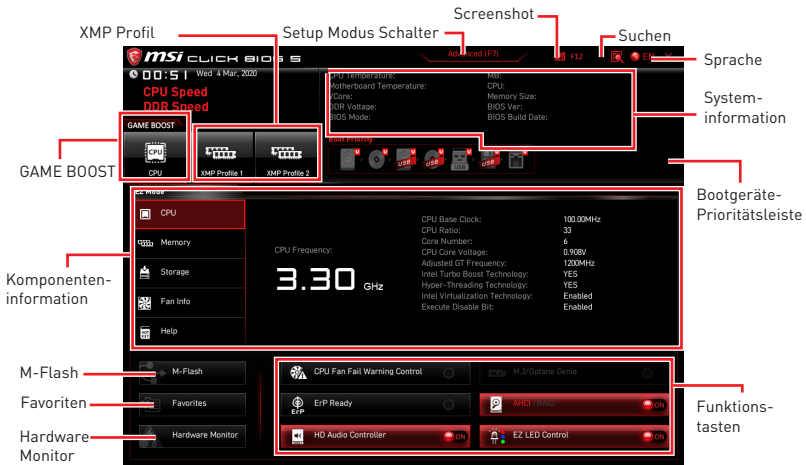 Screenshot
XMP Profil
Setup Modus Schalter
Suchen
msi CLICK BIOS 5
Advanced (F7)
F12
EN
X
Sprache
00:51 Wed 4 Mar, 2020
CPU Speed
DDR Speed
CPU Temperature:
Motherboard Temperature:
VCore:
DDR Voltage:
BIOS Mode:
MB:
CPU:
Memory Size:
BIOS Ver:
BIOS Build Date:
System-
information
GAME BOOST
CPU
CPU
XMP Profile 1
XMP Profile 2
Boot Priority
U
U
U
USB
U
USB
U
USB
U
USB
U
GAME BOOST
Bootgeräte-
Prioritätsleiste
EZ Mode
CPU
Memory
Storage
Fan Info
Help
CPU Frequency:
3.30 GHz
CPU Base Clock: 100.00MHz
CPU Ratio: 33
Core Number: 6
CPU Core Voltage: 0.908V
Adjusted GT Frequency: 1200MHz
Intel Turbo Boost Technology: YES
Hyper-Threading Technology: YES
Intel Virtualization Technology: Enabled
Execute Disable Bit: Enabled
Komponenten-
information
M-Flash
Favoriten
Hardware
Monitor
M-Flash
Favorites
Hardware Monitor
CPU Fan Fail Warning Control
M.2/Optane Genie
ErP
ErP Ready
AHCI /RAID
ON
HD Audio Controller
ON
EZ LED Control
ON
Funktions-
tasten